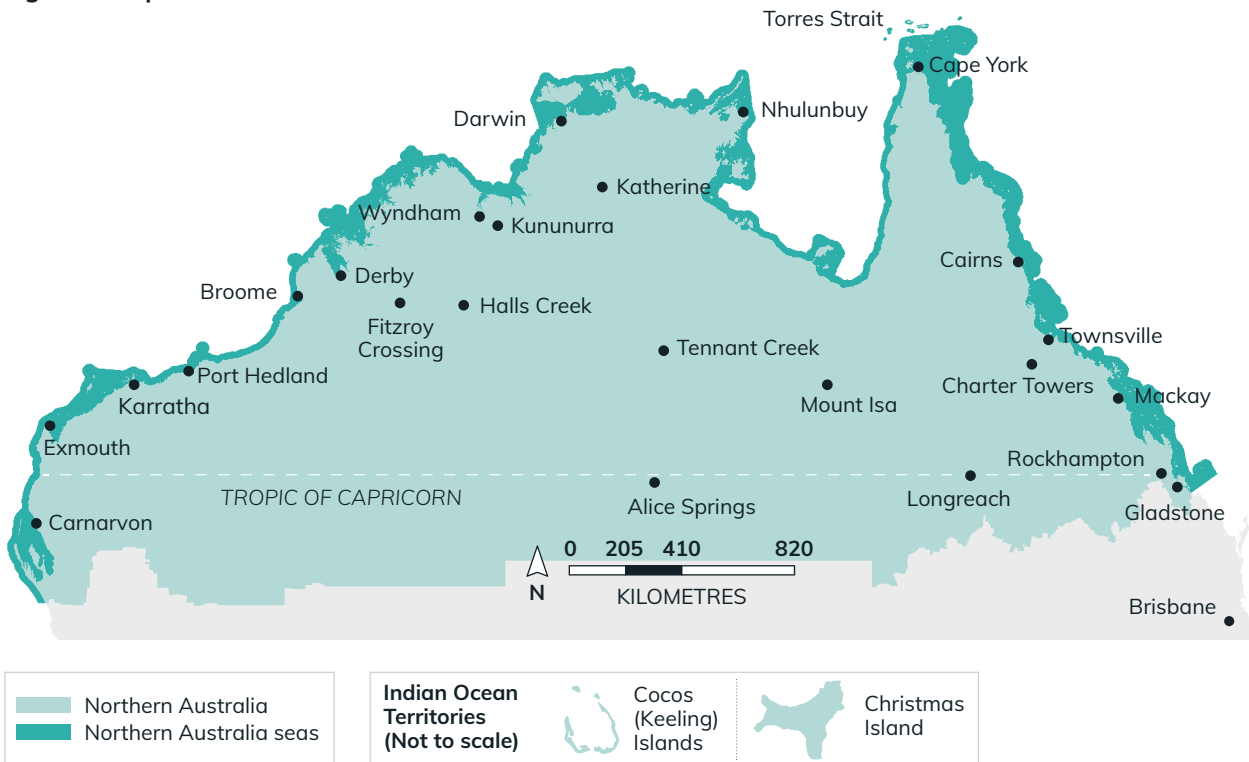 Torres Strait
Cape York
Nhulunbuy
Darwin
Katherine
Wyndham
Kununurra
Cairns
Derby
Broome
Halls Creek
Fitzroy
Crossing
Townsville
Tennant Creek
Port Hedland
Charter Towers
Karratha
Mount Isa
Mackay
Exmouth
Rockhampton
TROPIC OF CAPRICORN
Alice Springs
Longreach
Gladstone
Carnarvon
0 205 410 820
N
KILOMETRES
Brisbane
Northern Australia
Northern Australia seas
Indian Ocean
Territories
(Not to scale)
Cocos
(Keeling)
Islands
Christmas
Island